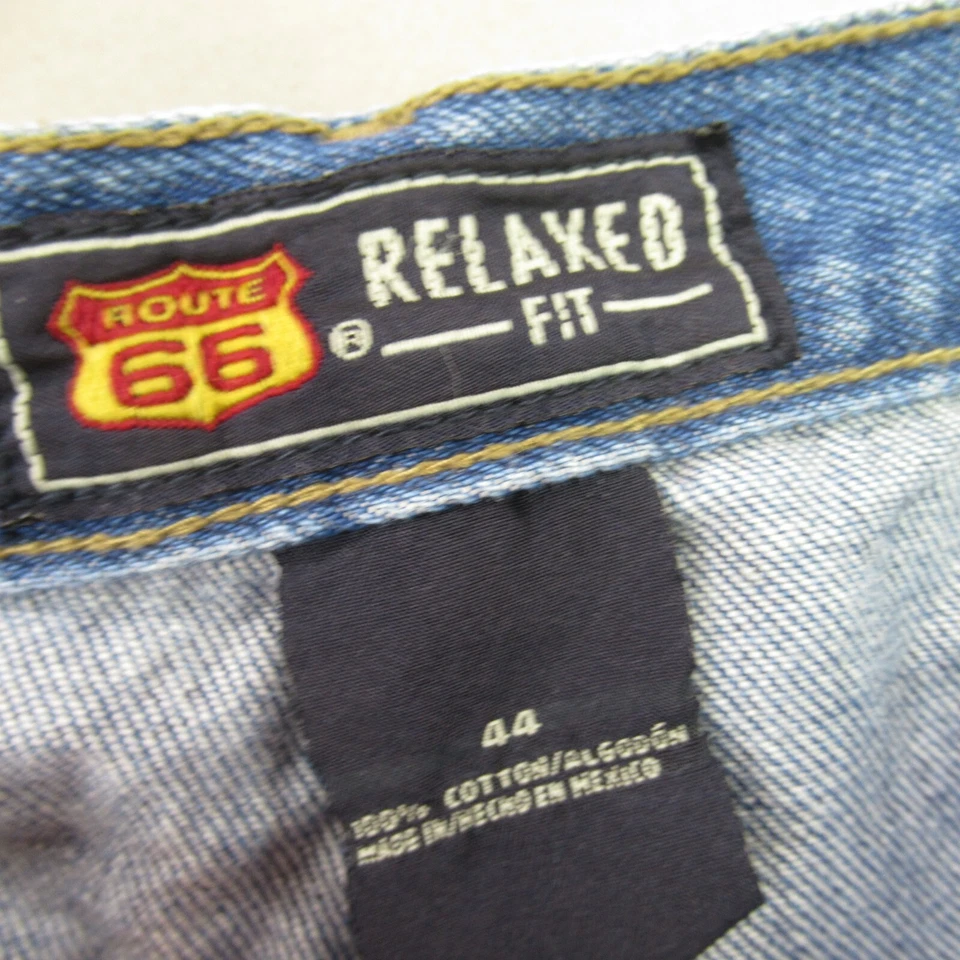 ROUTE
66 ®
RELAXED
FIT
44
100% COTTON/ALGODÓN
MADE IN/HECHO EN MEXICO